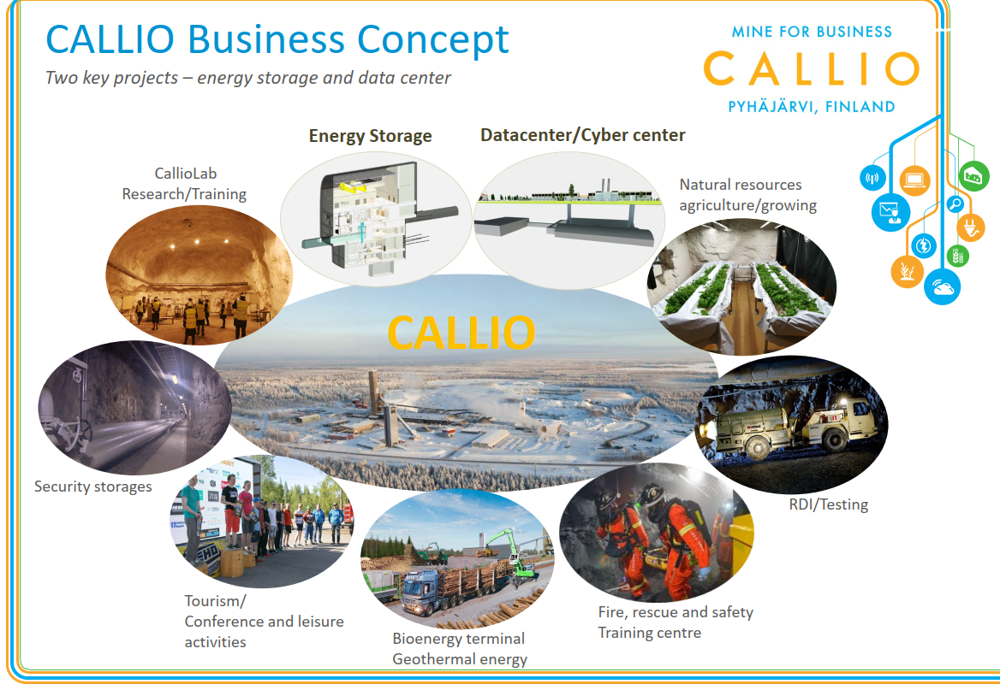 CALLIO Business Concept
Two key projects – energy storage and data center
MINE FOR BUSINESS
CALLIO
PYHÄJÄRVI, FINLAND
Energy Storage
Datacenter/Cyber center
CallioLab
Research/Training
Natural resources
agriculture/growing
CALLIO
Security storages
RDI/Testing
Tourism/
Conference and leisure
activities
Bioenergy terminal
Geothermal energy
Fire, rescue and safety
Training centre